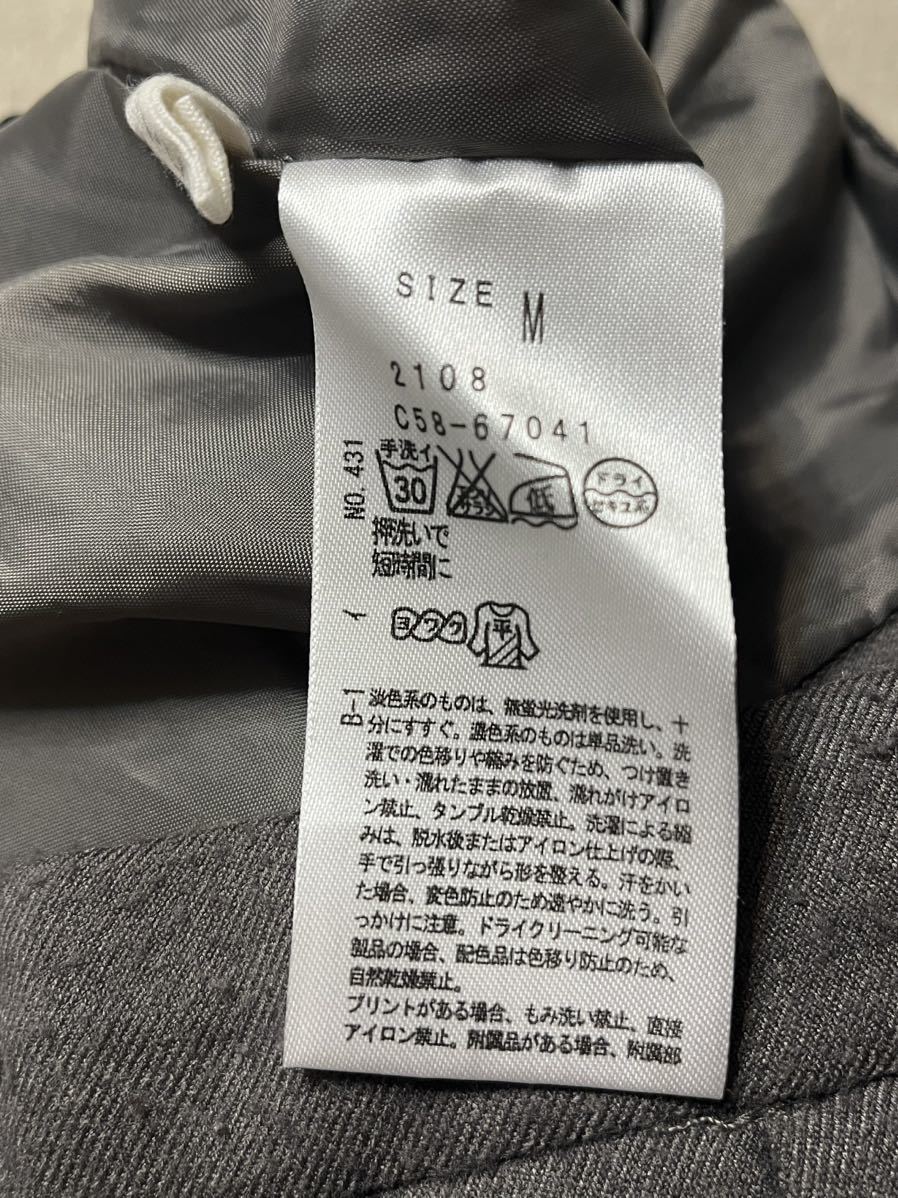 SIZE M
2108
C58-67041
NO.431
手洗イ
30
エンソ
サラシ
低
ドライ
セキユ系
押洗いで
短時間に
イ
ヨワク
平
B-1
淡色系のものは、無蛍光洗剤を使用し、十
分にすすぐ。濃色系のものは単品洗い。洗
濯での色移りや縮みを防ぐため、つけ置き
洗い・濡れたままの放置、濡れがけアイロ
ン禁止、タンブル乾燥禁止。洗濯による縮
みは、脱水後またはアイロン仕上げの際、
手で引っ張りながら形を整える。汗をかい
た場合、変色防止のため速やかに洗う。引
っかけに注意。ドライクリーニング可能な
製品の場合、配色品は色移り防止のため、
自然乾燥禁止。
プリントがある場合、もみ洗い禁止、直接
アイロン禁止。附属品がある場合、附属部